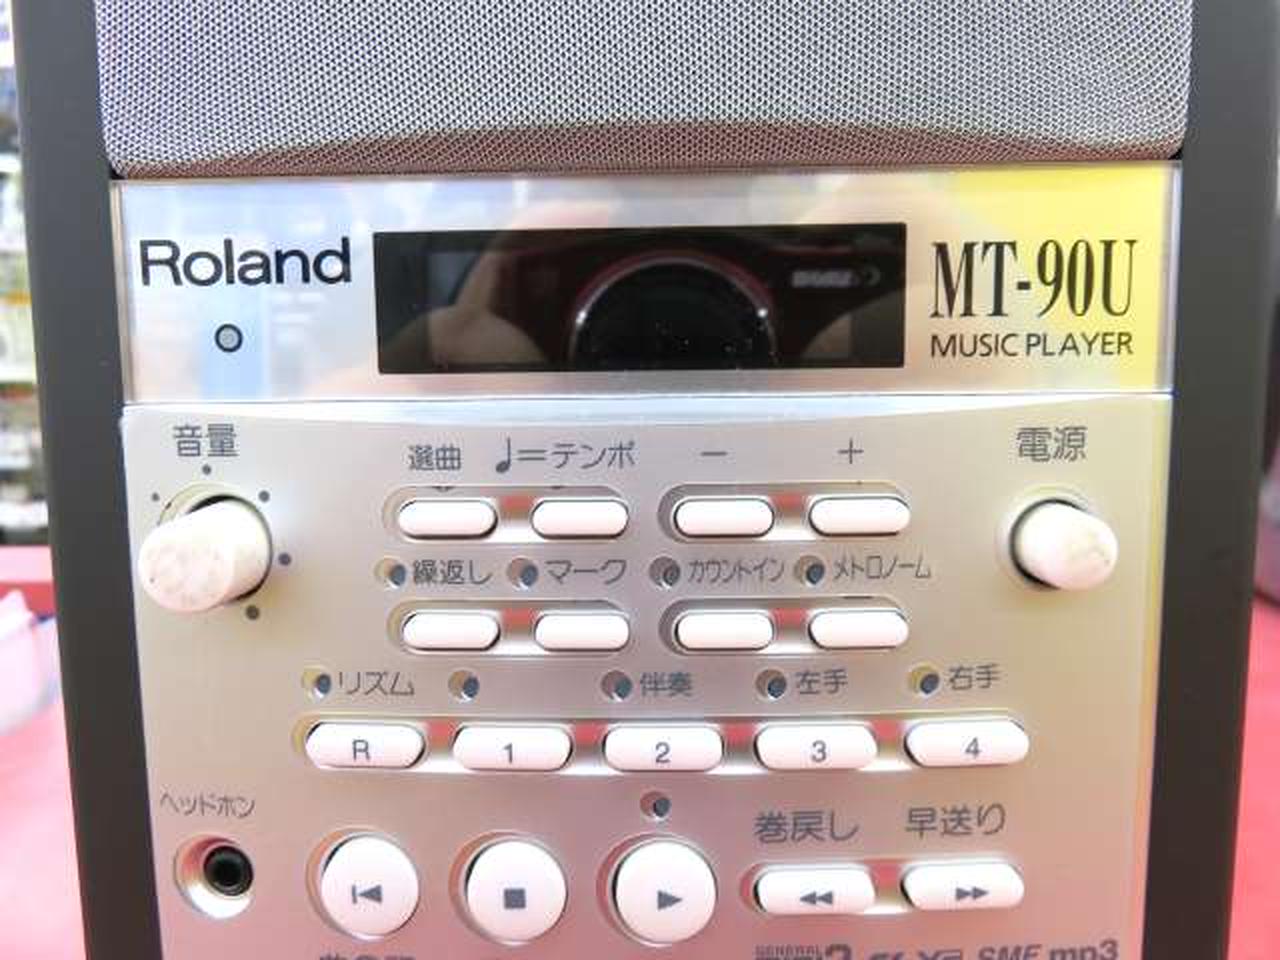 Roland
MT-90U
MUSIC PLAYER
音量
選曲 ♩=テンポ － ＋
電源
繰返し マーク カウントイン メトロノーム
リズム 伴奏 左手 右手
R 1 2 3 4
ヘッドホン
巻戻し 早送り
GENERAL
SMF mp3